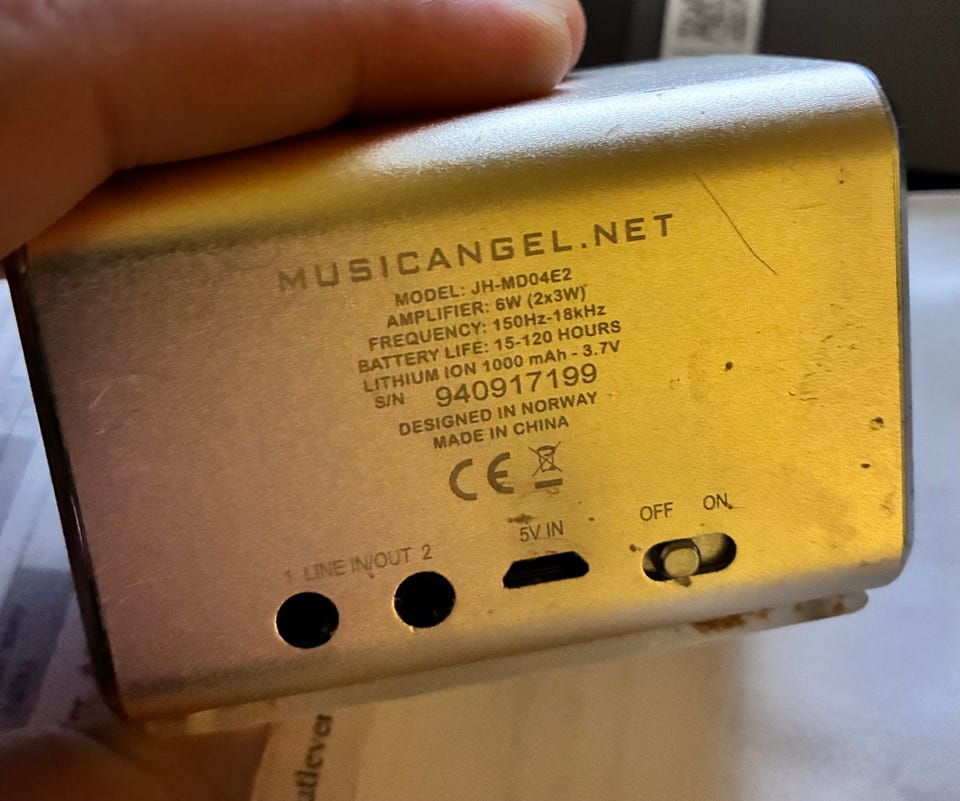 MUSICANGEL.NET
MODEL: JH-MD04E2
AMPLIFIER: 6W (2x3W)
FREQUENCY: 150Hz-18kHz
BATTERY LIFE: 15-120 HOURS
LITHIUM ION 1000 mAh - 3.7V
S/N 940917199
DESIGNED IN NORWAY
MADE IN CHINA
CE
OFF ON
5V IN
1 LINE IN/OUT 2